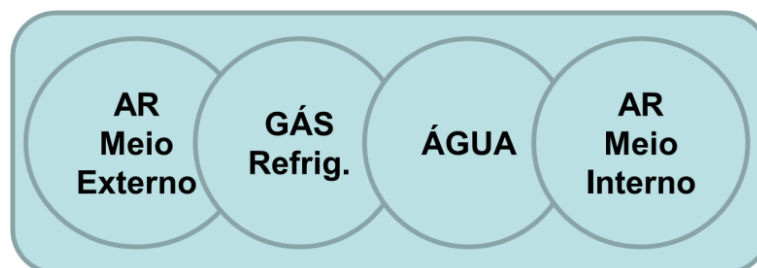 AR
Meio
Externo
GÁS
Refrig.
ÁGUA
AR
Meio
Interno